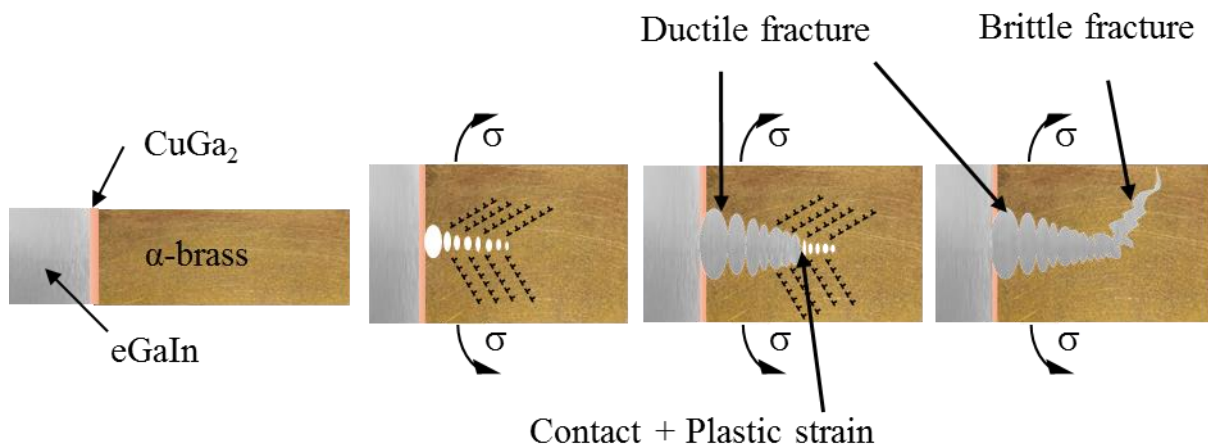 Ductile fracture
Brittle fracture
CuGa₂
σ
σ
σ
α-brass
eGaIn
σ
σ
σ
Contact + Plastic strain